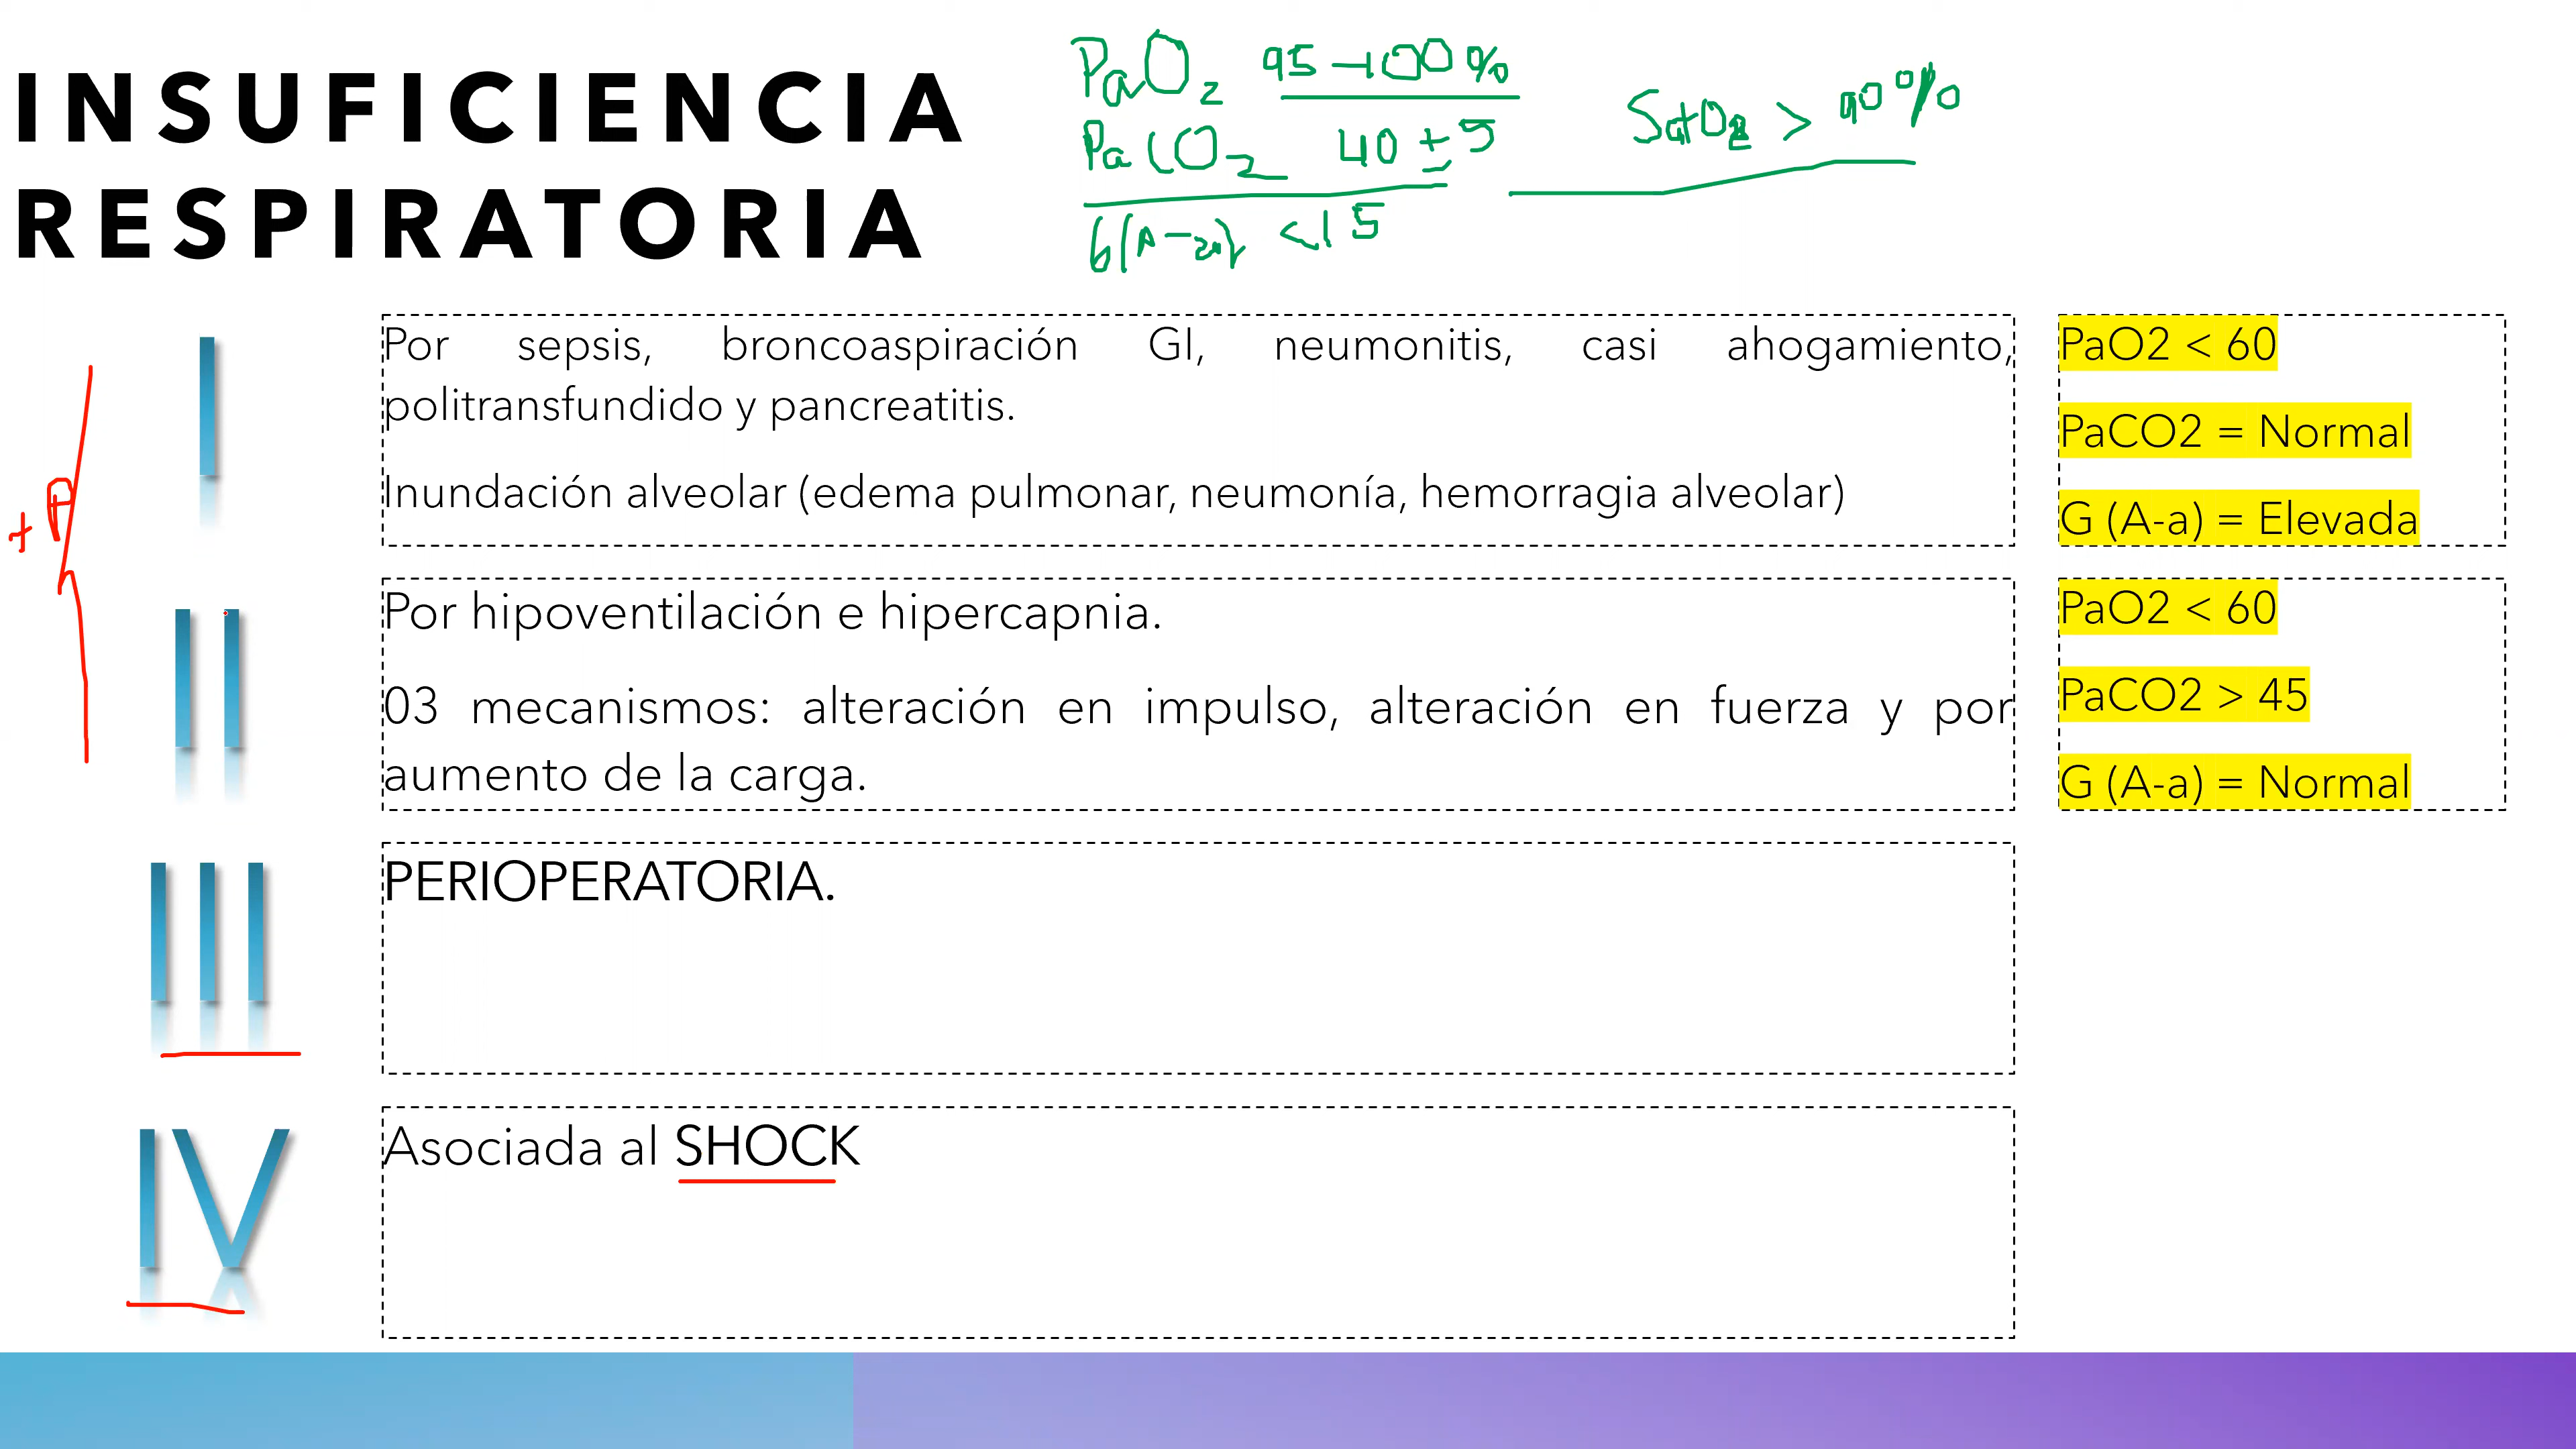 INSUFICIENCIA
RESPIRATORIA
PaO2 95-100%
PaCO2 40 ± 5
SatO2 > 90%
<15
I
Por sepsis, broncoaspiración GI, neumonitis, casi ahogamiento,
politransfundido y pancreatitis.
Inundación alveolar (edema pulmonar, neumonía, hemorragia alveolar)
PaO2 < 60
PaCO2 = Normal
G (A-a) = Elevada
II
Por hipoventilación e hipercapnia.
03 mecanismos: alteración en impulso, alteración en fuerza y por
aumento de la carga.
PaO2 < 60
PaCO2 > 45
G (A-a) = Normal
III
PERIOPERATORIA.
IV
Asociada al SHOCK